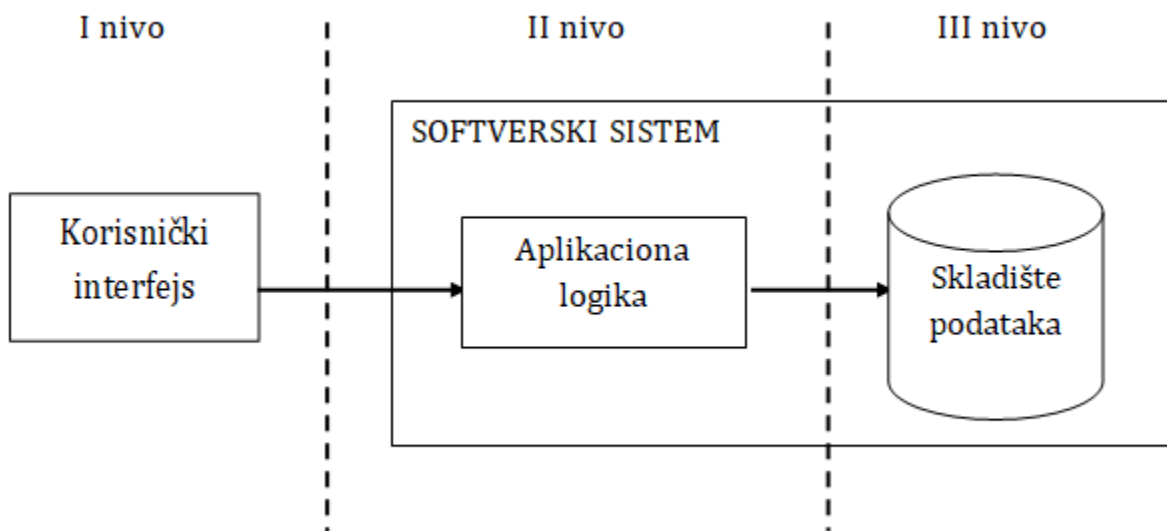 I nivo
II nivo
III nivo
SOFTVERSKI SISTEM
Korisnički
interfejs
Aplikaciona
logika
Skladište
podataka